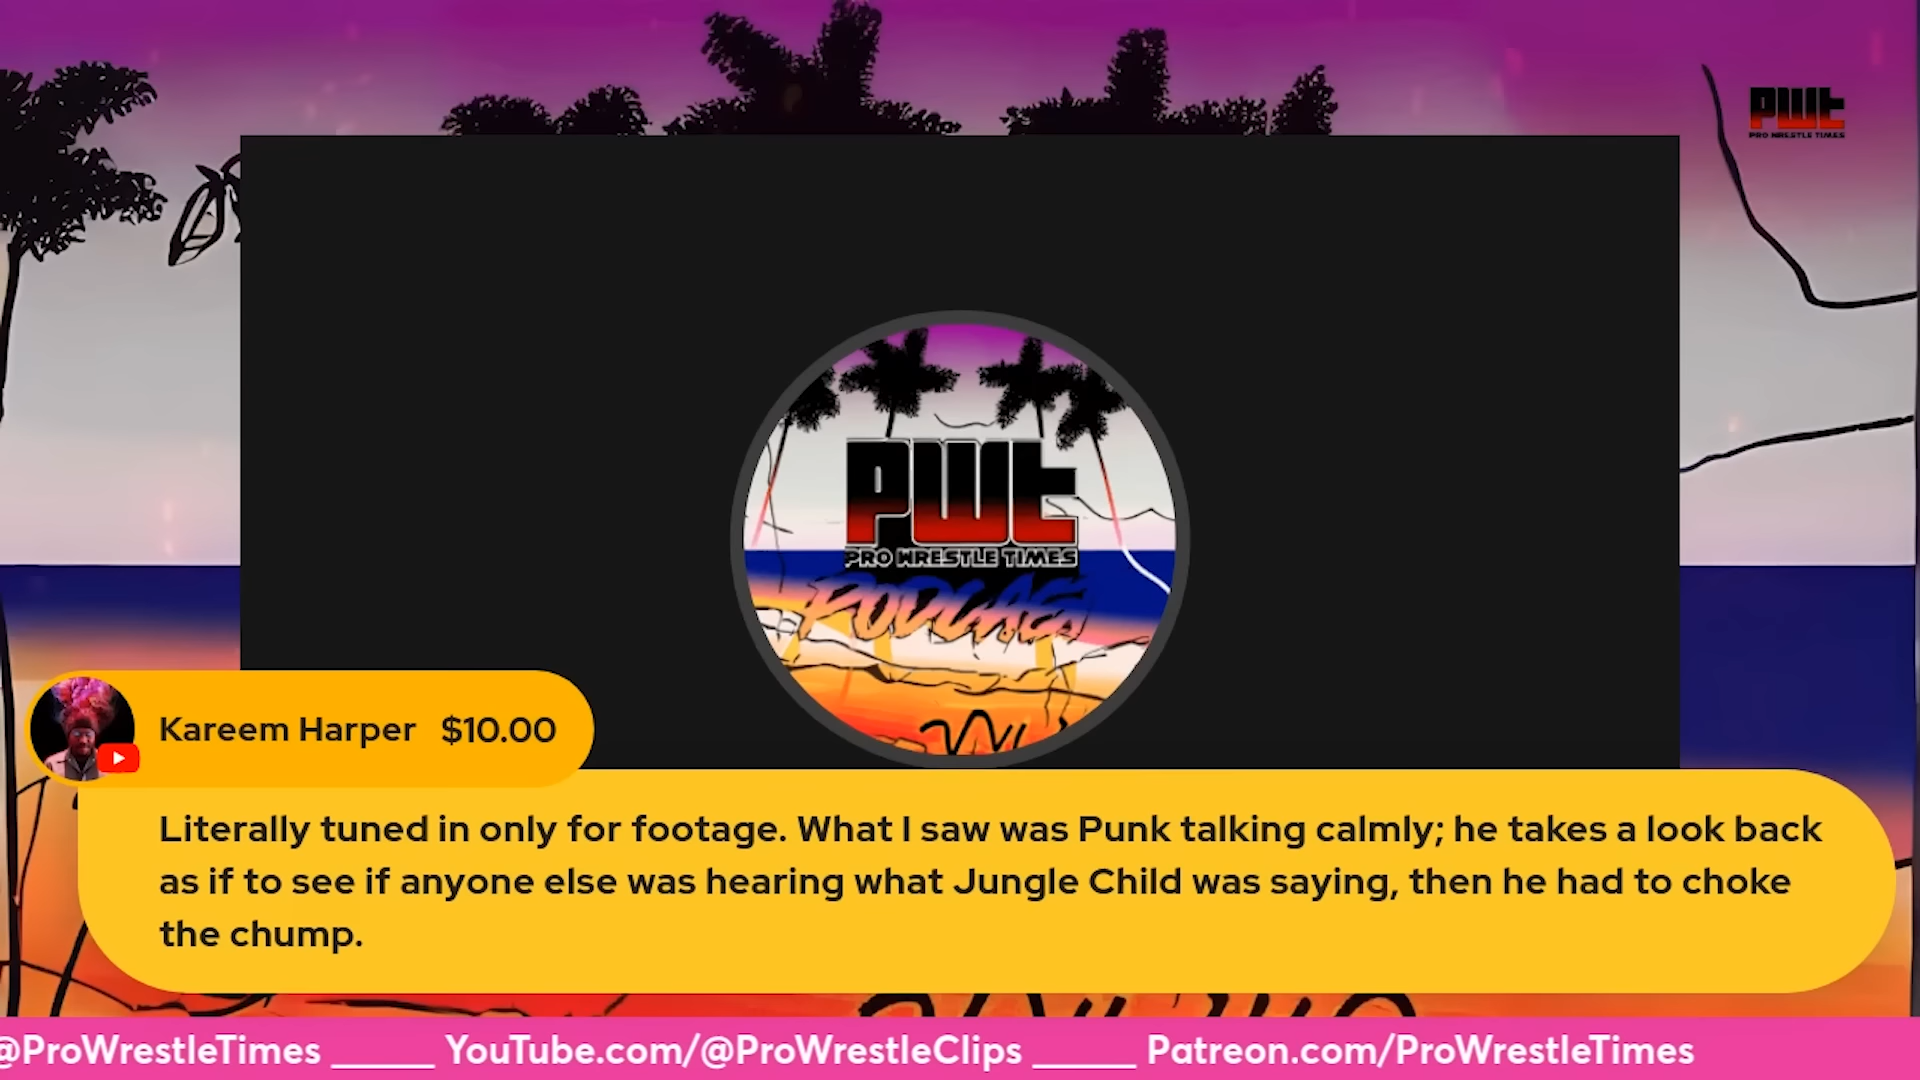 PWT
PRO WRESTLE TIMES
PWT
PRO WRESTLE TIMES
Kareem Harper $10.00
Literally tuned in only for footage. What I saw was Punk talking calmly; he takes a look back
as if to see if anyone else was hearing what Jungle Child was saying, then he had to choke
the chump.
@ProWrestleTimes _____ YouTube.com/@ProWrestleClips _____ Patreon.com/ProWrestleTimes